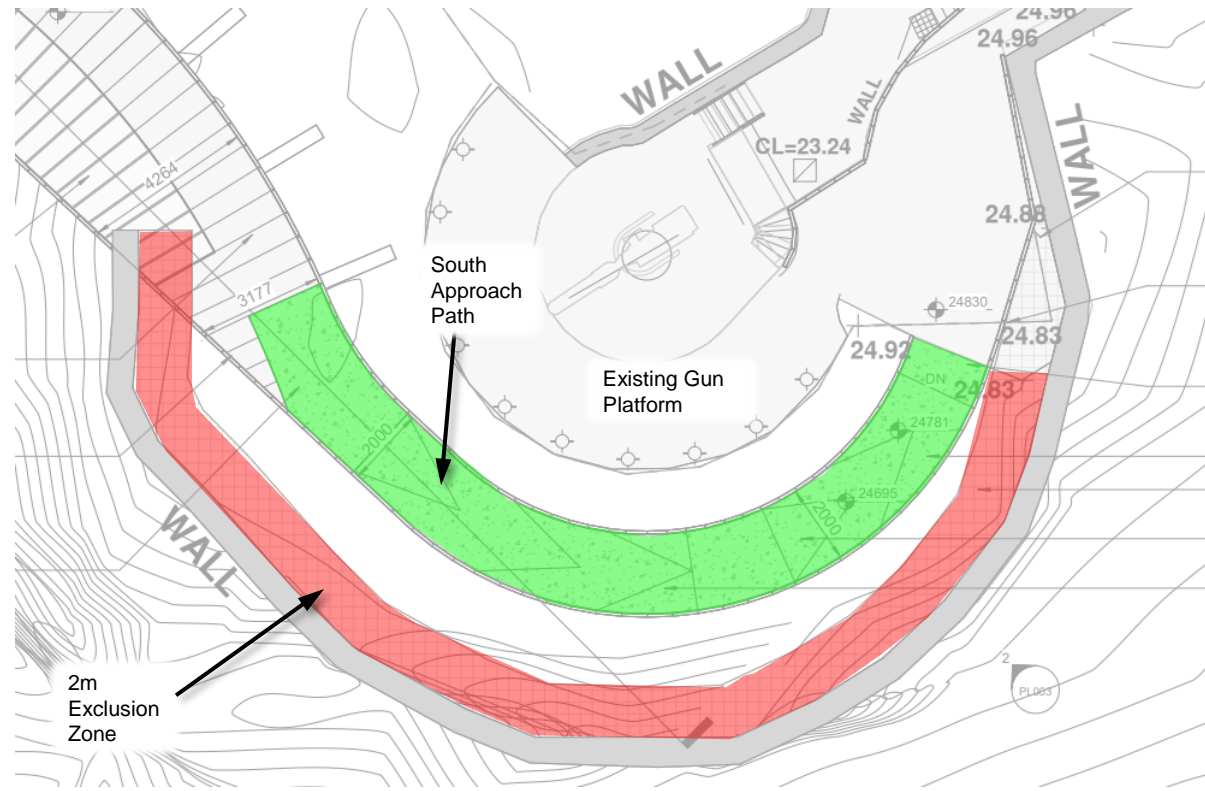 24.96
24.96
WALL
WALL
WALL
CL=23.24
4264
24.88
South
Approach
Path
3177
24830
24.92
24.83
Existing Gun
Platform
DN
24.83
24781
2000
24695
2000
WALL
2m
Exclusion
Zone
2
PL003